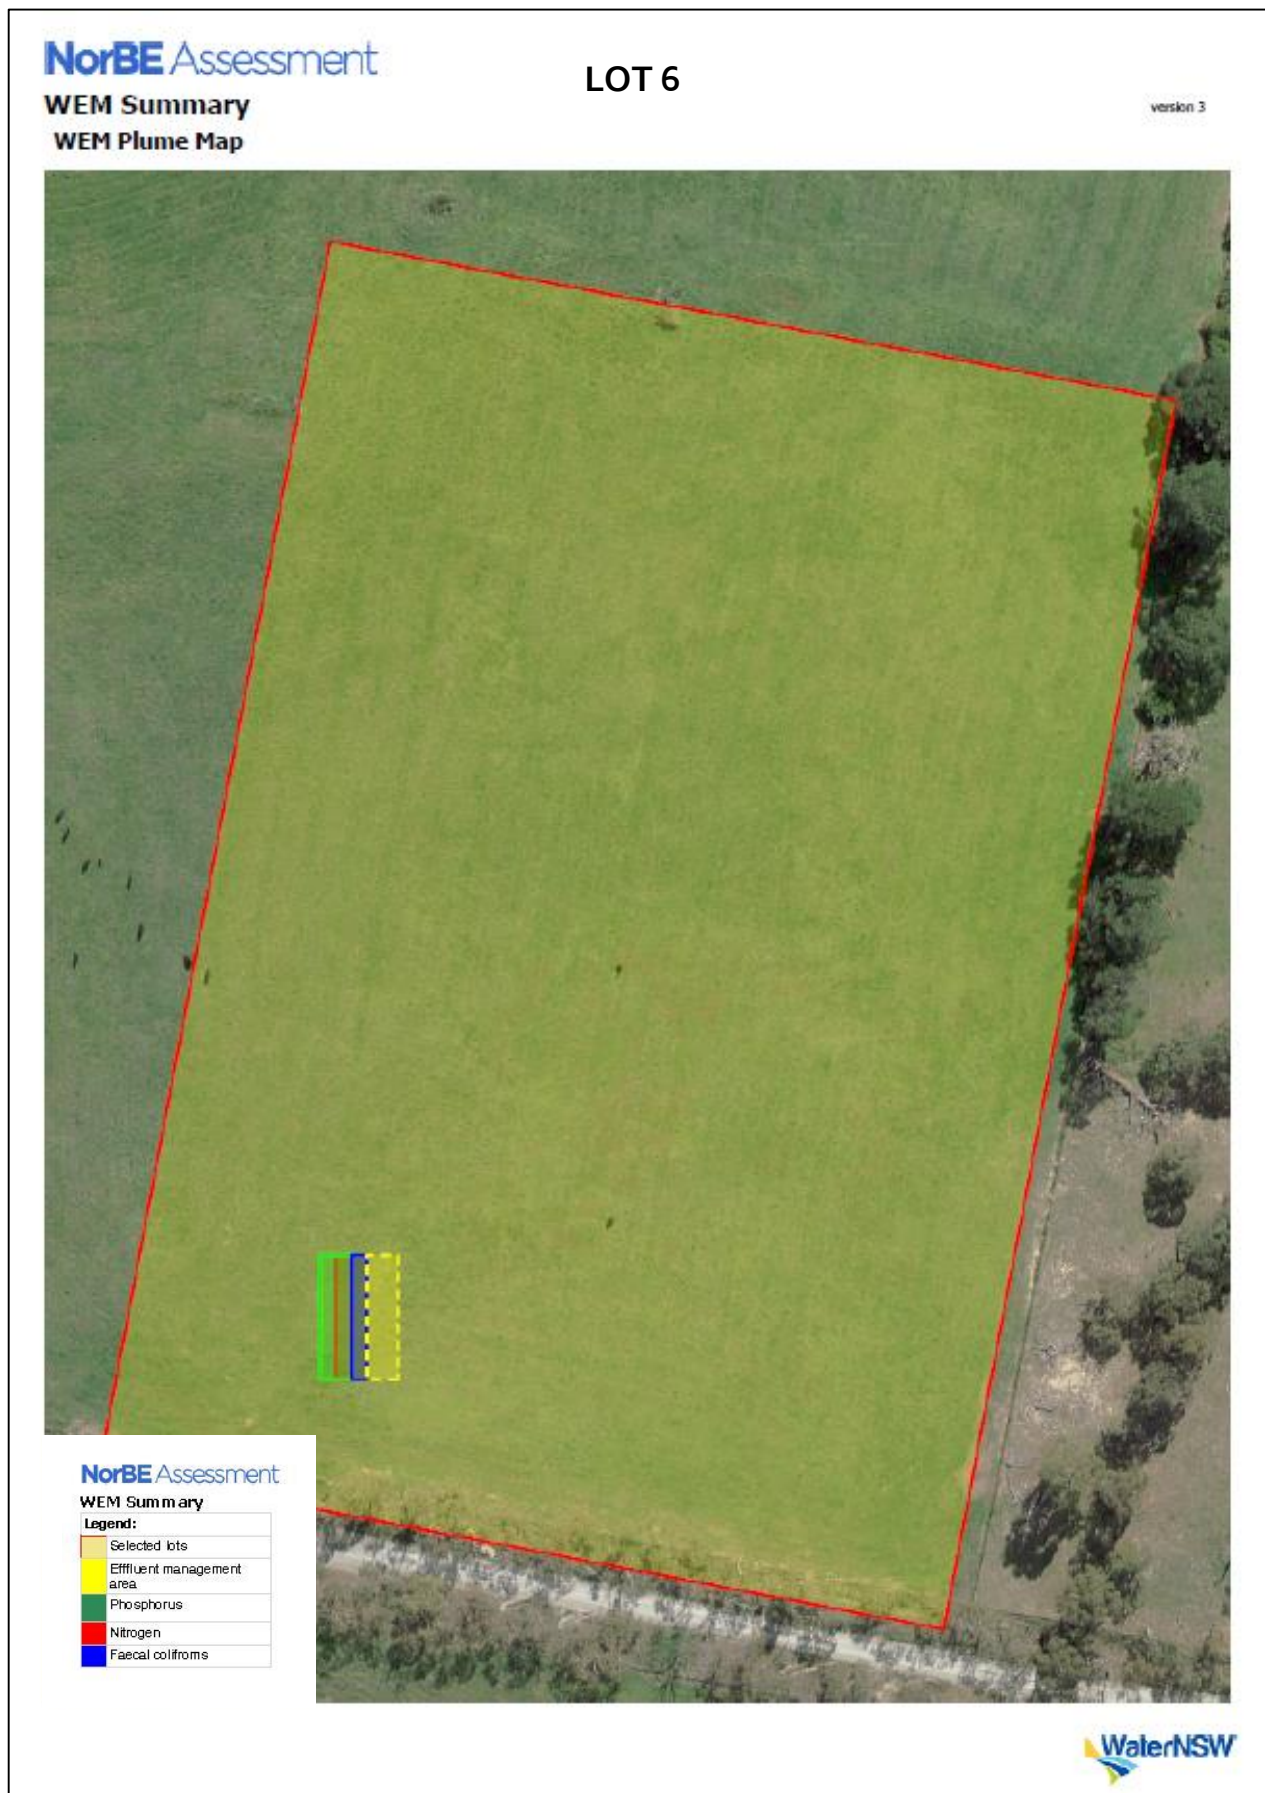 NorBE Assessment
LOT 6
WEM Summary
version 3
WEM Plume Map
NorBE Assessment
WEM Summary
Legend:
Selected lots
Efffluent management
area
Phosphorus
Nitrogen
Faecal colifroms
WaterNSW